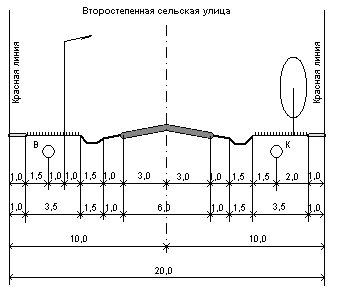 Второстепенная сельская улица
Красная линия
Красная линия
В
К
1,0 1,5 1,0 1,0 1,5 1,0 3,0 3,0 1,0 1,5 1,5 2,0 1,0
1,0 3,5 1,5 1,0 6,0 1,0 1,5 3,5 1,0
10,0 10,0
20,0